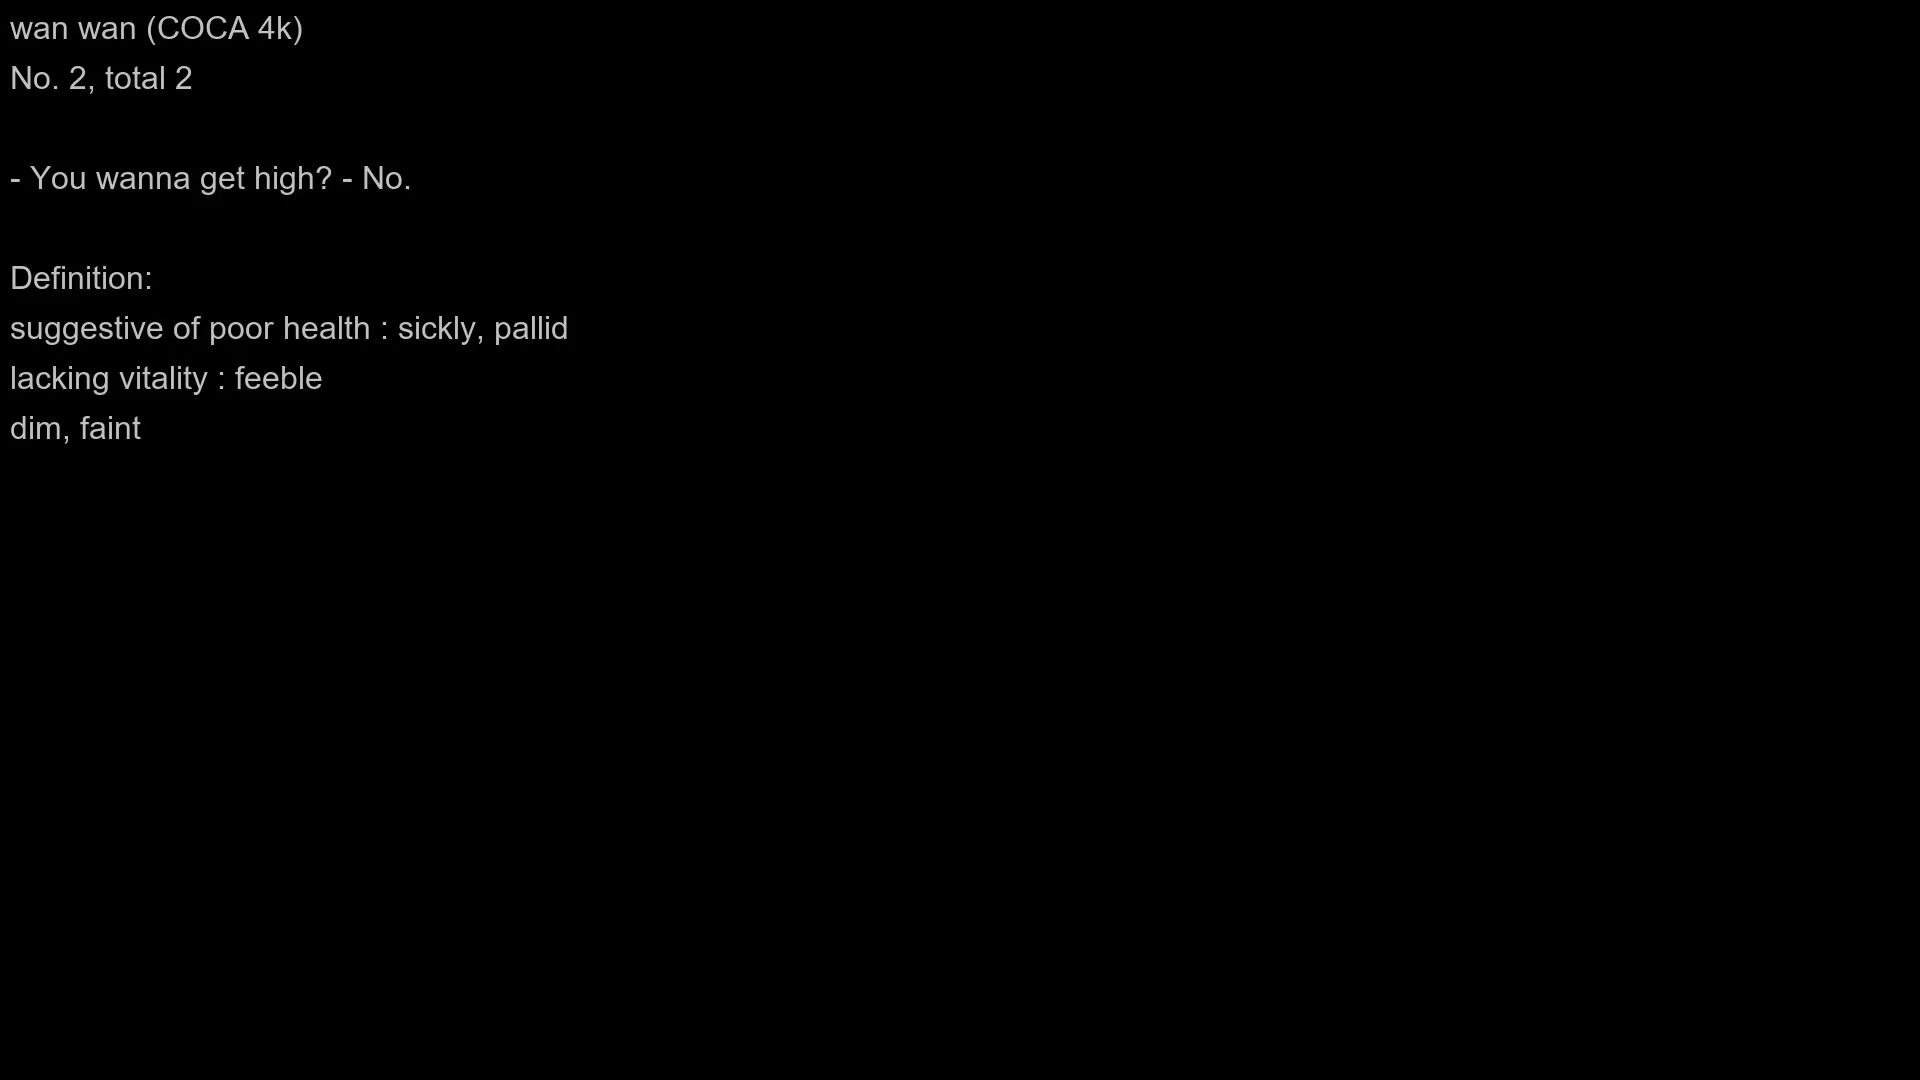 wan wan (COCA 4k)
No. 2, total 2
- You wanna get high? - No.
Definition:
suggestive of poor health : sickly, pallid
lacking vitality : feeble
dim, faint